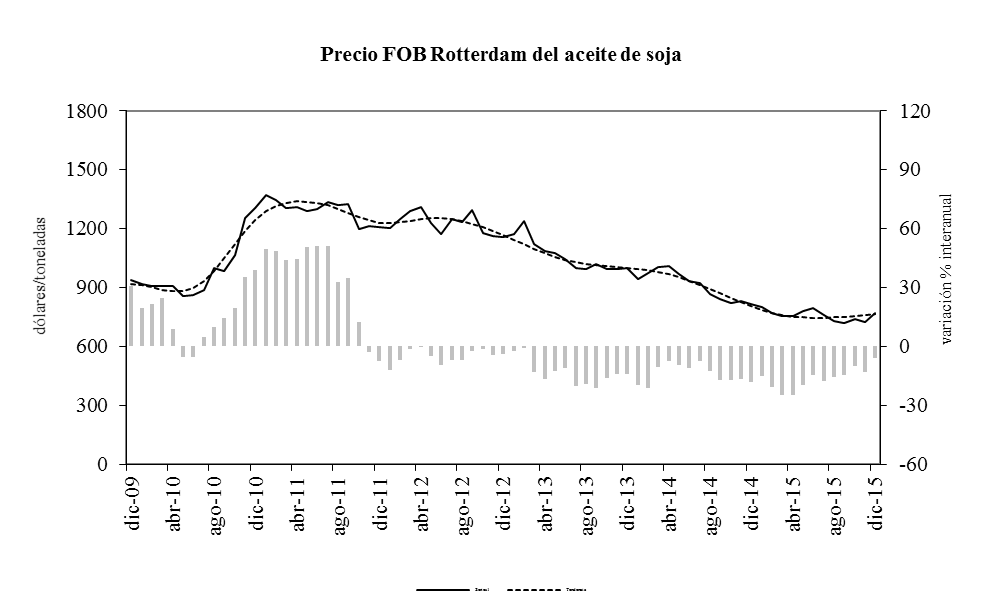 Precio FOB Rotterdam del aceite de soja
1800
1500
1200
900
600
300
0
dólares/toneladas
120
90
60
30
0
-30
-60
variación % interanual
dic-09
abr-10
ago-10
dic-10
abr-11
ago-11
dic-11
abr-12
ago-12
dic-12
abr-13
ago-13
dic-13
abr-14
ago-14
dic-14
abr-15
ago-15
dic-15